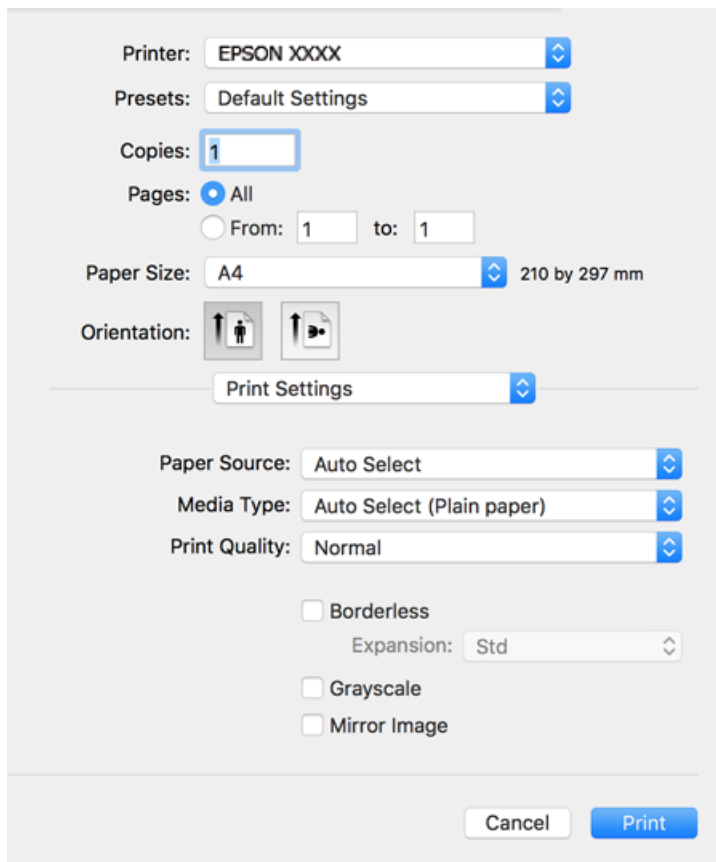 Printer: EPSON XXXX
Presets: Default Settings
Copies: 1
Pages: All
From: 1 to: 1
Paper Size: A4 210 by 297 mm
Orientation:
Print Settings
Paper Source: Auto Select
Media Type: Auto Select (Plain paper)
Print Quality: Normal
Borderless
Expansion: Std
Grayscale
Mirror Image
Cancel Print